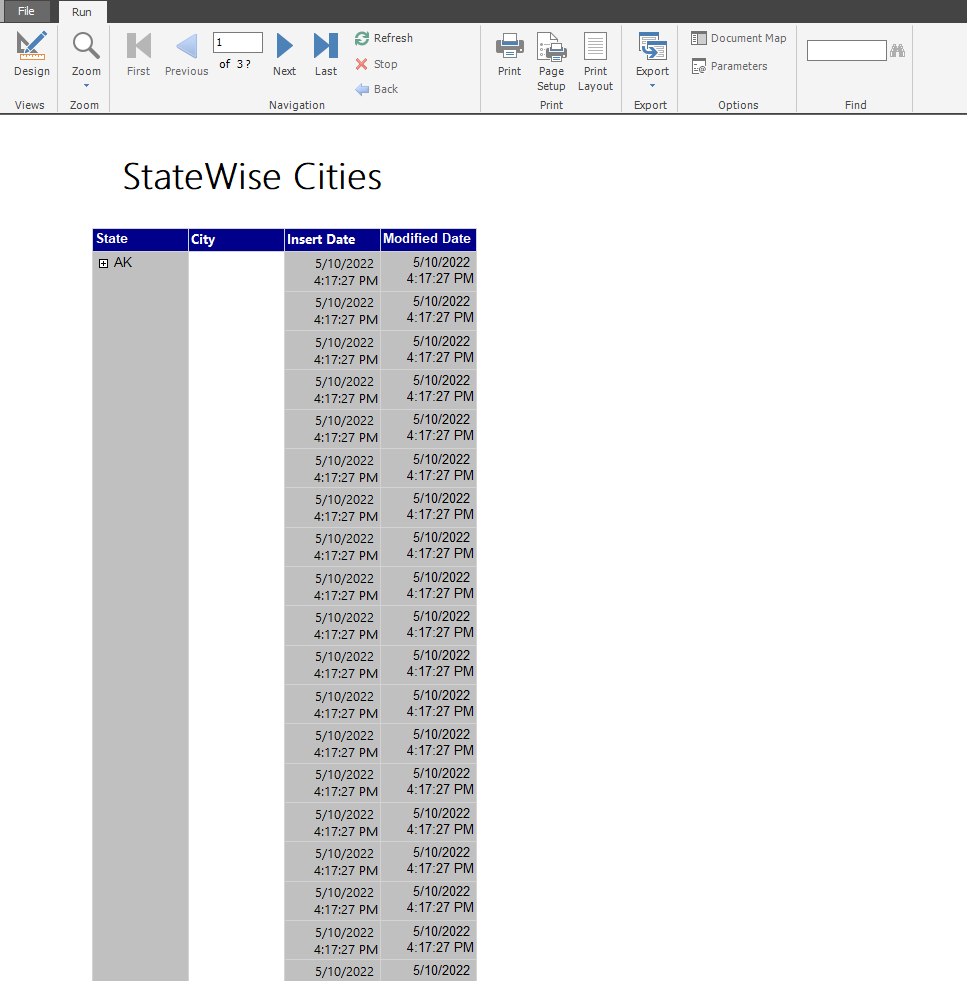 File Run
Design
Views
Zoom
Zoom
First
Previous
1
of 3 ?
Next
Last
Refresh
Stop
Back
Navigation
Print
Page
Setup
Print
Layout
Print
Export
Export
Document Map
Parameters
Options
Find
StateWise Cities
State City Insert Date Modified Date
AK 5/10/2022 5/10/2022
4:17:27 PM 4:17:27 PM
5/10/2022 5/10/2022
4:17:27 PM 4:17:27 PM
5/10/2022 5/10/2022
4:17:27 PM 4:17:27 PM
5/10/2022 5/10/2022
4:17:27 PM 4:17:27 PM
5/10/2022 5/10/2022
4:17:27 PM 4:17:27 PM
5/10/2022 5/10/2022
4:17:27 PM 4:17:27 PM
5/10/2022 5/10/2022
4:17:27 PM 4:17:27 PM
5/10/2022 5/10/2022
4:17:27 PM 4:17:27 PM
5/10/2022 5/10/2022
4:17:27 PM 4:17:27 PM
5/10/2022 5/10/2022
4:17:27 PM 4:17:27 PM
5/10/2022 5/10/2022
4:17:27 PM 4:17:27 PM
5/10/2022 5/10/2022
4:17:27 PM 4:17:27 PM
5/10/2022 5/10/2022
4:17:27 PM 4:17:27 PM
5/10/2022 5/10/2022
4:17:27 PM 4:17:27 PM
5/10/2022 5/10/2022
4:17:27 PM 4:17:27 PM
5/10/2022 5/10/2022
4:17:27 PM 4:17:27 PM
5/10/2022 5/10/2022
4:17:27 PM 4:17:27 PM
5/10/2022 5/10/2022
4:17:27 PM 4:17:27 PM
5/10/2022 5/10/2022